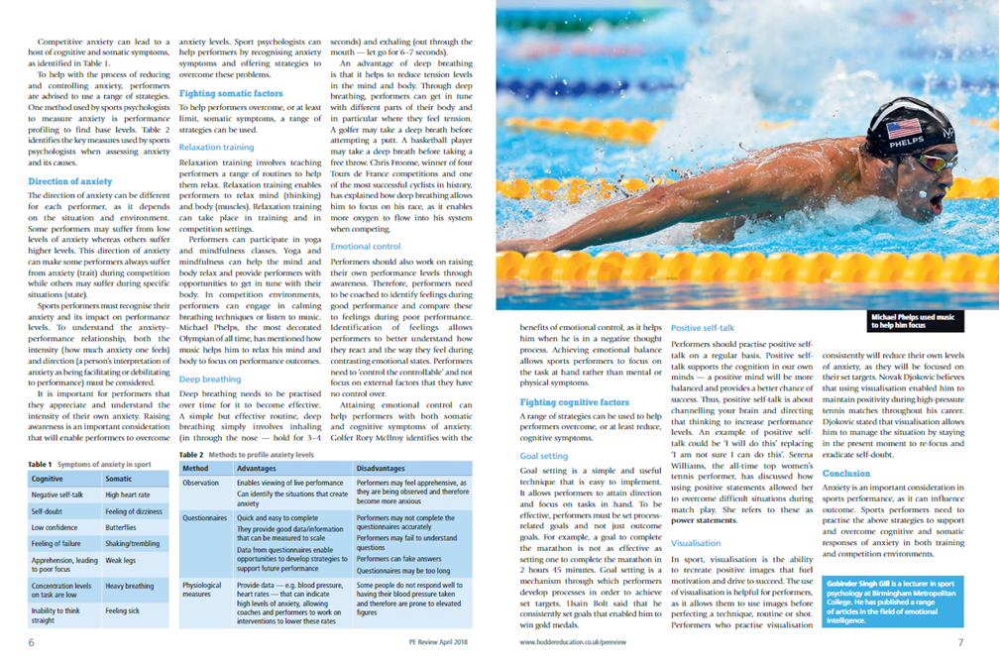 Competitive anxiety can lead to a
host of cognitive and somatic symptoms,
as identified in Table 1.
To help with the process of reducing
and controlling anxiety, performers
are advised to use a range of strategies.
One method used by sports psychologists
to measure anxiety is performance
profiling to find base levels. Table 2
identifies the key measures used by sports
psychologists when assessing anxiety
and its causes.
Direction of anxiety
The direction of anxiety can be different
for each performer, as it depends
on the situation and environment.
Some performers may suffer from low
levels of anxiety whereas others suffer
higher levels. This direction of anxiety
can make some performers always suffer
from anxiety (trait) during competition
while others may suffer during specific
situations (state).
Sports performers must recognise their
anxiety and its impact on performance
levels. To understand the anxiety–
performance relationship, both the
intensity (how much anxiety one feels)
and direction (a person's interpretation of
anxiety as being facilitating or debilitating
to performance) must be considered.
It is important for performers that
they appreciate and understand the
intensity of their own anxiety. Raising
awareness is an important consideration
that will enable performers to overcome
anxiety levels. Sport psychologists can
help performers by recognising anxiety
symptoms and offering strategies to
overcome these problems.
Fighting somatic factors
To help performers overcome, or at least
limit, somatic symptoms, a range of
strategies can be used.
Relaxation training
Relaxation training involves teaching
performers a range of routines to help
them relax. Relaxation training enables
performers to relax mind (thinking)
and body (muscles). Relaxation training
can take place in training and in
competition settings.
Performers can participate in yoga
and mindfulness classes. Yoga and
mindfulness can help the mind and
body relax and provide performers with
opportunities to get in tune with their
body. In competition environments,
performers can engage in calming
breathing techniques or listen to music.
Michael Phelps, the most decorated
Olympian of all time, has mentioned how
music helps him to relax his mind and
body to focus on performance outcomes.
Deep breathing
Deep breathing needs to be practised
over time for it to become effective.
A simple but effective routine, deep
breathing simply involves inhaling
(in through the nose — hold for 3–4
seconds) and exhaling (out through the
mouth — let go for 6–7 seconds).
An advantage of deep breathing
is that it helps to reduce tension levels
in the mind and body. Through deep
breathing, performers can get in tune
with different parts of their body and
in particular where they feel tension.
A golfer may take a deep breath before
attempting a putt. A basketball player
may take a deep breath before taking a
free throw. Chris Froome, winner of four
Tours de France competitions and one
of the most successful cyclists in history,
has explained how deep breathing allows
him to focus on his race, as it enables
more oxygen to flow into his system
when competing.
Emotional control
Performers should also work on raising
their own performance levels through
awareness. Therefore, performers need
to be coached to identify feelings during
good performance and compare these
to feelings during poor performance.
Identification of feelings allows
performers to better understand how
they react and the way they feel during
contrasting emotional states. Performers
need to 'control the controllable' and not
focus on external factors that they have
no control over.
Attaining emotional control can
help performers with both somatic
and cognitive symptoms of anxiety.
Golfer Rory McIlroy identifies with the
Table 1 Symptoms of anxiety in sport
Cognitive Somatic
Negative self-talk High heart rate
Self-doubt Feeling of dizziness
Low confidence Butterflies
Feeling of failure Shaking/trembling
Apprehension, leading Weak legs
to poor focus
Concentration levels Heavy breathing
on task are low
Inability to think Feeling sick
straight
Table 2 Methods to profile anxiety levels
Method Advantages Disadvantages
Observation Enables viewing of live performance Performers may feel apprehensive, as
Can identify the situations that create they are being observed and therefore
anxiety become more anxious
Questionnaires Quick and easy to complete Performers may not complete the
They provide good data/information questionnaires accurately
that can be measured to scale Performers may fail to understand
Data from questionnaires enable questions
opportunities to develop strategies to Performers can fake answers
support future performance Questionnaires may be too long
Physiological Provide data — e.g. blood pressure, Some people do not respond well to
measures heart rates — that can indicate having their blood pressure taken
high levels of anxiety, allowing and therefore are prone to elevated
coaches and performers to work on figures
interventions to lower these rates
6
PE Review April 2018
PHELPS
Michael Phelps used music
to help him focus
benefits of emotional control, as it helps
him when he is in a negative thought
process. Achieving emotional balance
allows sports performers to focus on
the task at hand rather than mental or
physical symptoms.
Fighting cognitive factors
A range of strategies can be used to help
performers overcome, or at least reduce,
cognitive symptoms.
Goal setting
Goal setting is a simple and useful
technique that is easy to implement.
It allows performers to attain direction
and focus on tasks in hand. To be
effective, performers must be set process-
related goals and not just outcome
goals. For example, a goal to complete
the marathon is not as effective as
setting one to complete the marathon in
2 hours 45 minutes. Goal setting is a
mechanism through which performers
develop processes in order to achieve
set targets. Usain Bolt said that he
consistently set goals that enabled him to
win gold medals.
Positive self-talk
Performers should practise positive self-
talk on a regular basis. Positive self-
talk supports the cognition in our own
minds — a positive mind will be more
balanced and provides a better chance of
success. Thus, positive self-talk is about
channelling your brain and directing
that thinking to increase performance
levels. An example of positive self-
talk could be 'I will do this' replacing
'I am not sure I can do this'. Serena
Williams, the all-time top women's
tennis performer, has discussed how
using positive statements allowed her
to overcome difficult situations during
match play. She refers to these as
power statements.
Visualisation
In sport, visualisation is the ability
to recreate positive images that fuel
motivation and drive to succeed. The use
of visualisation is helpful for performers,
as it allows them to use images before
perfecting a technique, routine or shot.
Performers who practise visualisation
consistently will reduce their own levels
of anxiety, as they will be focused on
their set targets. Novak Djokovic believes
that using visualisation enabled him to
maintain positivity during high-pressure
tennis matches throughout his career.
Djokovic stated that visualisation allows
him to manage the situation by staying
in the present moment to re-focus and
eradicate self-doubt.
Conclusion
Anxiety is an important consideration in
sports performance, as it can influence
outcome. Sports performers need to
practise the above strategies to support
and overcome cognitive and somatic
responses of anxiety in both training
and competition environments.
Gobinder Singh Gill is a lecturer in sport
psychology at Birmingham Metropolitan
College. He has published a range
of articles in the field of emotional
intelligence.
www.hoddereducation.co.uk/pereview
7